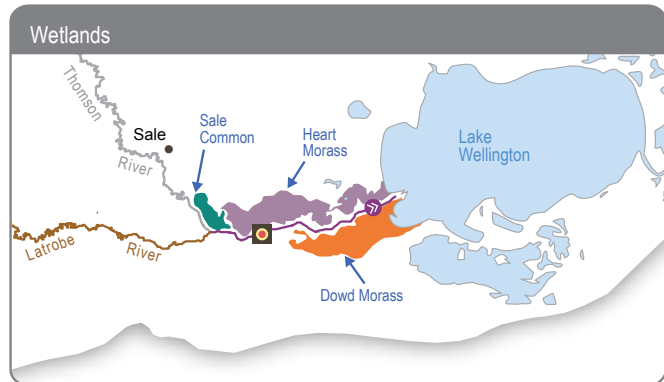 Wetlands
Thomson
River
Sale
Sale
Common
Heart
Morass
Lake
Wellington
Latrobe
River
Dowd Morass